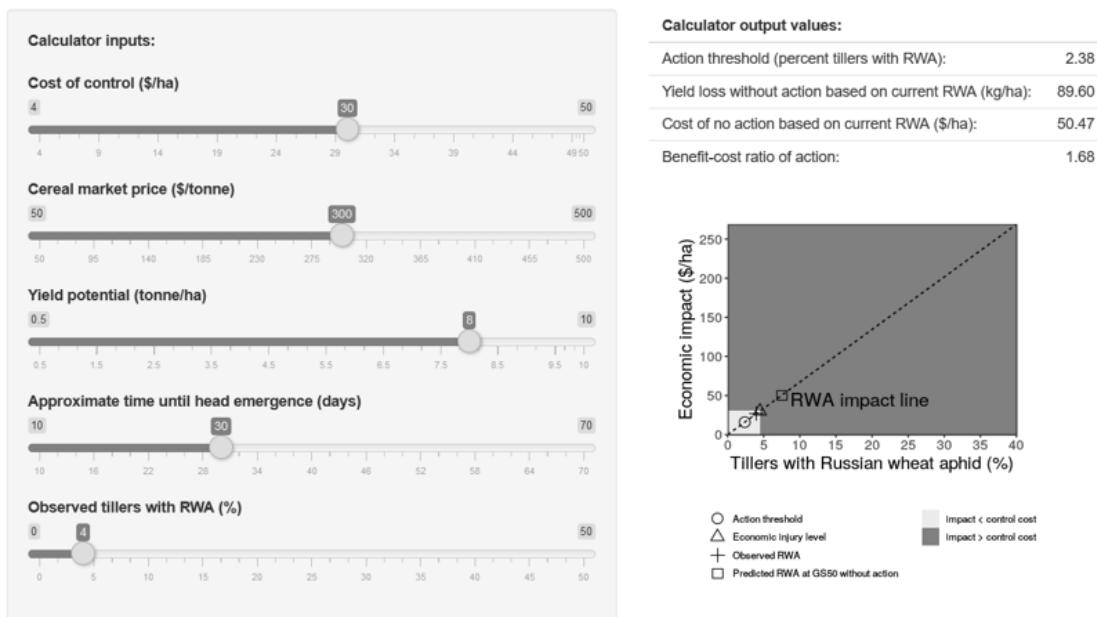 Calculator inputs:
Cost of control ($/ha)
4 30 50
4 9 14 19 24 29 34 39 44 49 50
Cereal market price ($/tonne)
50 300 500
50 95 140 185 230 275 320 365 410 455 500
Yield potential (tonne/ha)
0.5 8 10
0.5 1.5 2.5 3.5 4.5 5.5 6.5 7.5 8.5 9.5 10
Approximate time until head emergence (days)
10 30 70
10 16 22 28 34 40 46 52 58 64 70
Observed tillers with RWA (%)
0 4 50
0 5 10 15 20 25 30 35 40 45 50
Calculator output values:
Action threshold (percent tillers with RWA): 2.38
Yield loss without action based on current RWA (kg/ha): 89.60
Cost of no action based on current RWA ($/ha): 50.47
Benefit-cost ratio of action: 1.68
Economic impact ($/ha)
250
200
150
100
50
0
RWA impact line
0 5 10 15 20 25 30 35 40
Tillers with Russian wheat aphid (%)
Action threshold
Economic injury level
Observed RWA
Predicted RWA at GS50 without action
Impact < control cost
Impact > control cost